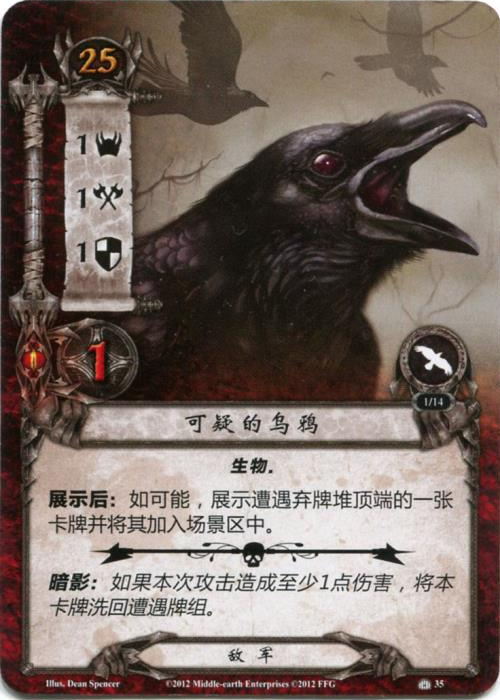 25
1
1
1
1
1/14
可疑的乌鸦
生物.
展示后：如可能，展示遭遇弃牌堆顶端的一张
卡牌并将其加入场景区中。
暗影：如果本次攻击造成至少1点伤害，将本
卡牌洗回遭遇牌组。
敌军
Illus. Dean Spencer ©2012 Middle-earth Enterprises ©2012 FFG 35